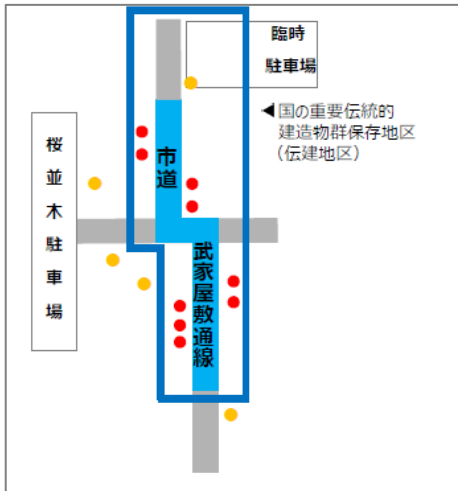 臨時
駐車場
◀国の重要伝統的
建造物群保存地区
（伝建地区）
桜並木駐車場
市道
武家屋敷通線